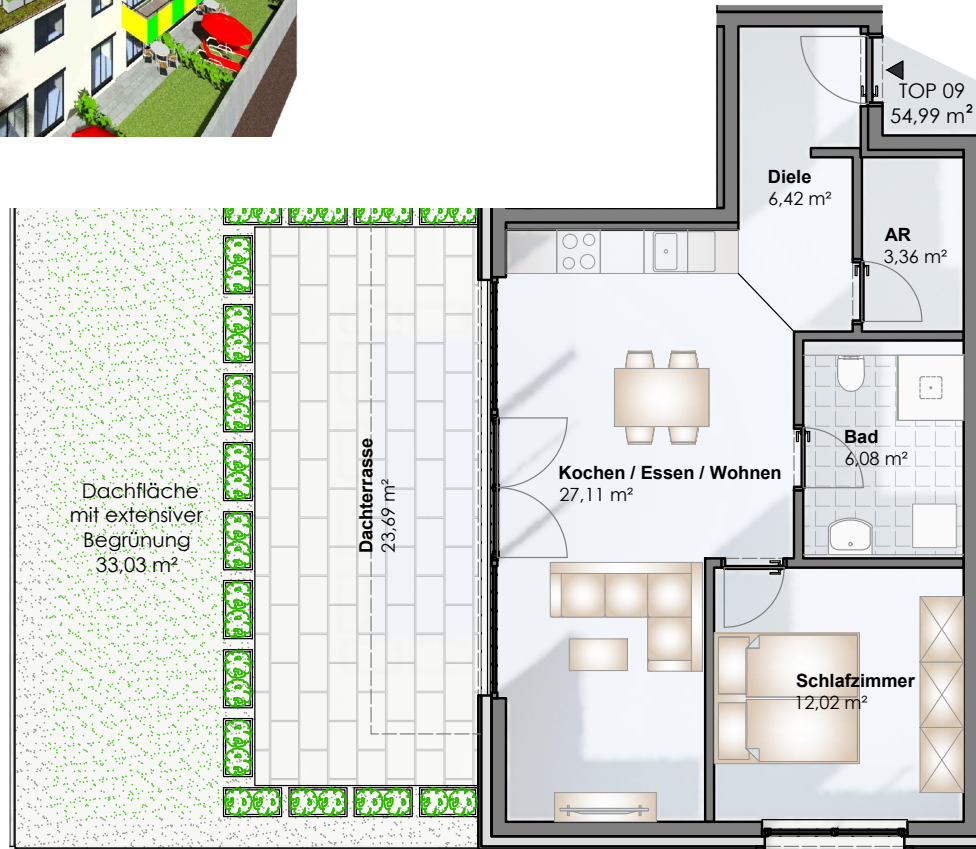 TOP 09
54,99 m²
Diele
6,42 m²
AR
3,36 m²
Bad
6,08 m²
Kochen / Essen / Wohnen
27,11 m²
Dachterrasse
23,69 m²
Dachfläche
mit extensiver
Begrünung
33,03 m²
Schlafzimmer
12,02 m²